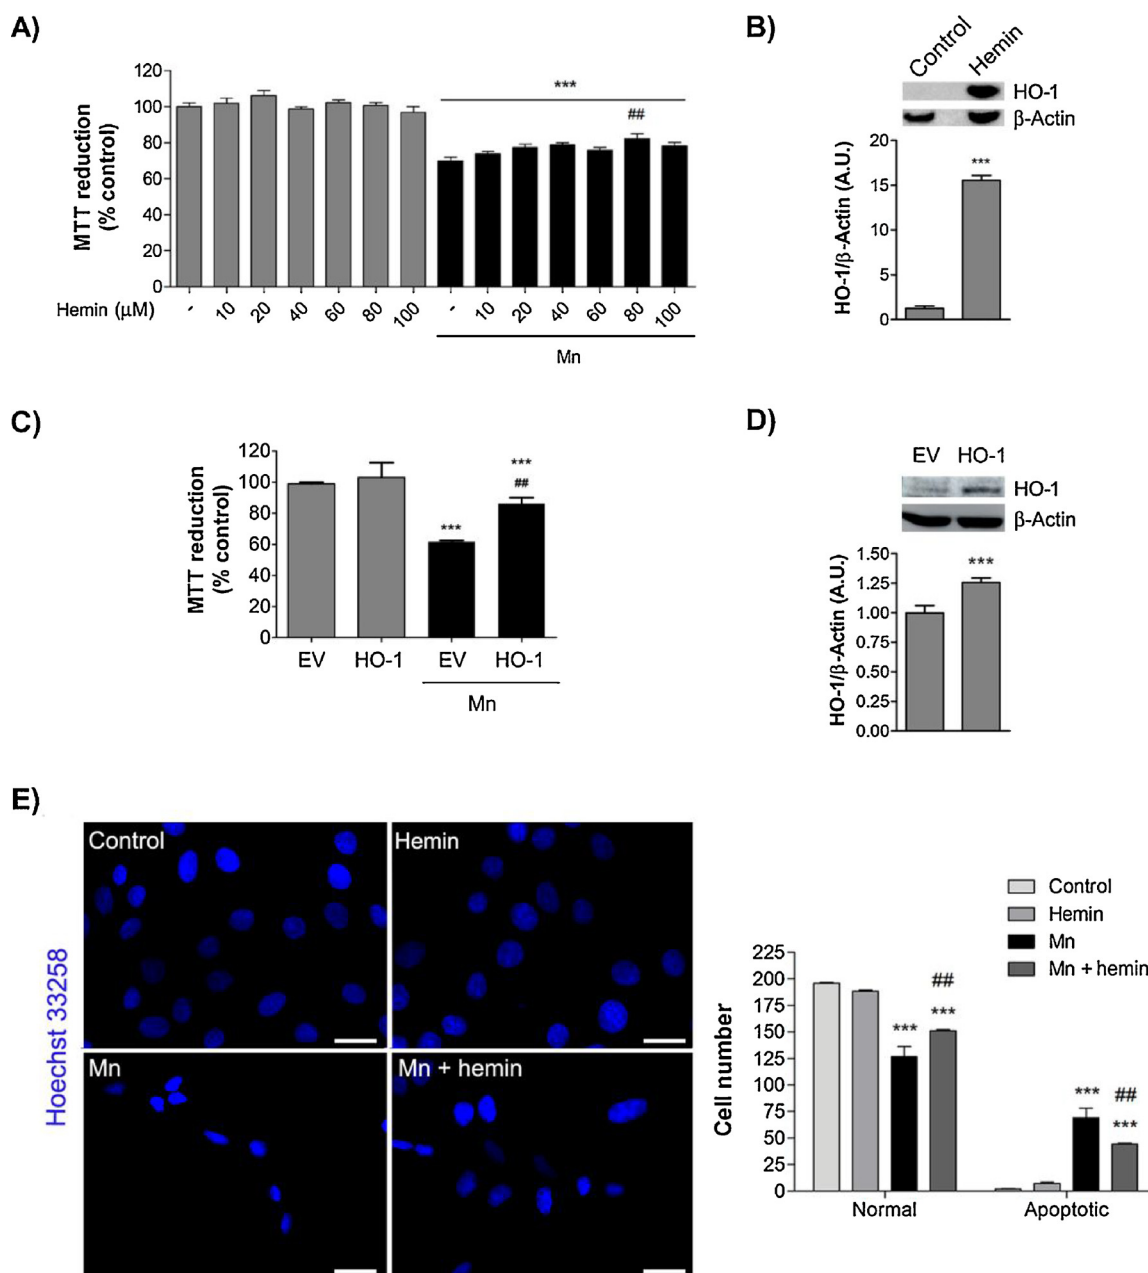 A)
MTT reduction
(% control)
120
100
80
60
40
20
0
***
##
Hemin (μM)
- 10 20 40 60 80 100 - 10 20 40 60 80 100
Mn
B)
Control Hemin
HO-1
β-Actin
HO-1/β-Actin (A.U.)
20
15
10
5
0
***
C)
MTT reduction
(% control)
120
100
80
60
40
20
0
***
***
##
EV HO-1 EV HO-1
Mn
D)
EV HO-1
HO-1
β-Actin
HO-1/β-Actin (A.U.)
1.50
1.25
1.00
0.75
0.50
0.25
0.00
***
E)
Hoechst 33258
Control
Hemin
Mn
Mn + hemin
Control
Hemin
Mn
Mn + hemin
Cell number
225
200
175
150
125
100
75
50
25
0
***
##
***
***
##
***
Normal Apoptotic